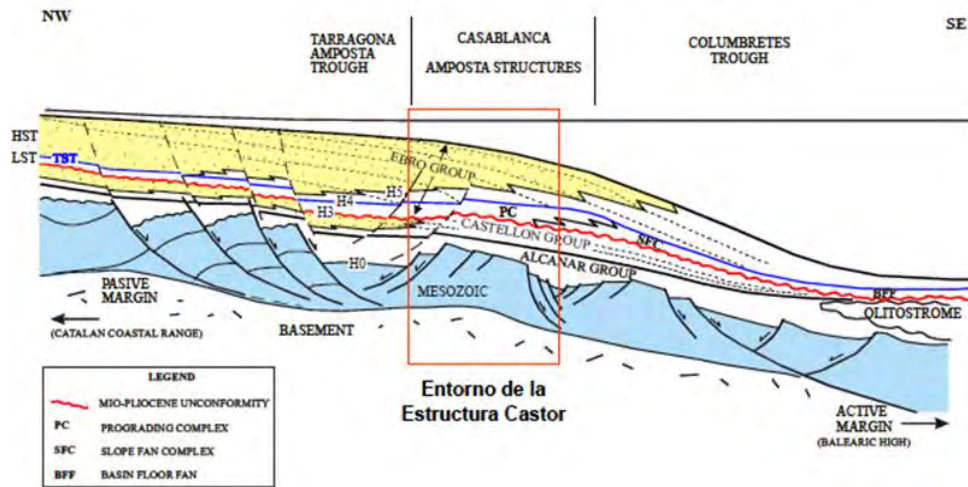 NW
SE
TARRAGONA
AMPOSTA
TROUGH
CASABLANCA
AMPOSTA STRUCTURES
COLUMBRETES
TROUGH
HST
LST
TST
EBRO GROUP
H5
H4
H3
PC
SFC
CASTELLON GROUP
ALCANAR GROUP
H0
MESOZOIC
BFF
OLITOSTROME
PASIVE
MARGIN
(CATALAN COASTAL RANGE)
BASEMENT
Entorno de la
Estructura Castor
ACTIVE
MARGIN
(BALEARIC HIGH)
LEGEND
MIO-PLIOCENE UNCONFORMITY
PC PROGRADING COMPLEX
SFC SLOPE FAN COMPLEX
BFF BASIN FLOOR FAN